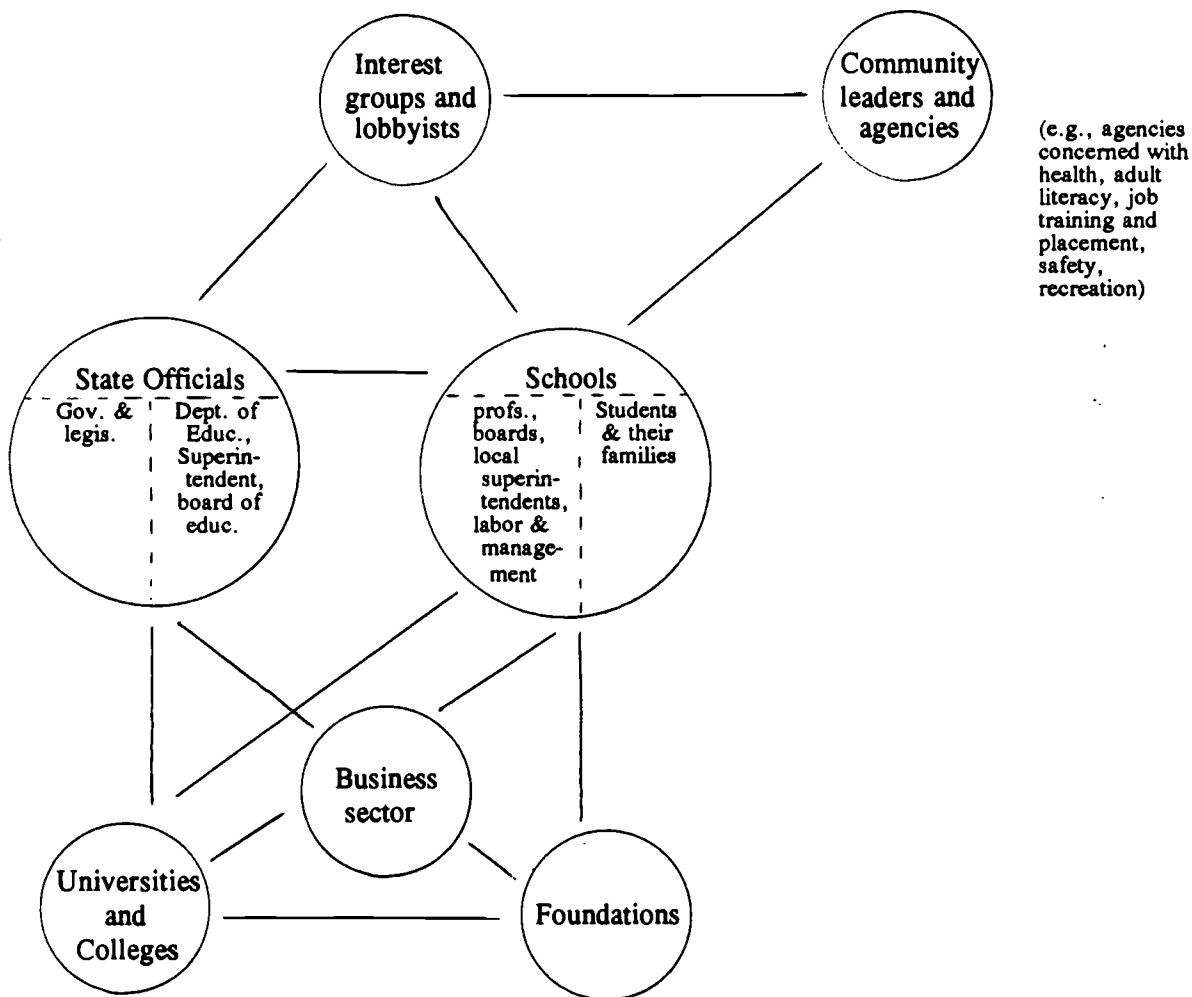 Interest
groups and
lobbyists
Community
leaders and
agencies
(e.g., agencies
concerned with
health, adult
literacy, job
training and
placement,
safety,
recreation)
State Officials
Gov. &
legis.
Dept. of
Educ.,
Superin-
tendent,
board of
educ.
Schools
profs.,
boards,
local
superin-
tendents,
labor &
manage-
ment
Students
& their
families
Business
sector
Universities
and
Colleges
Foundations